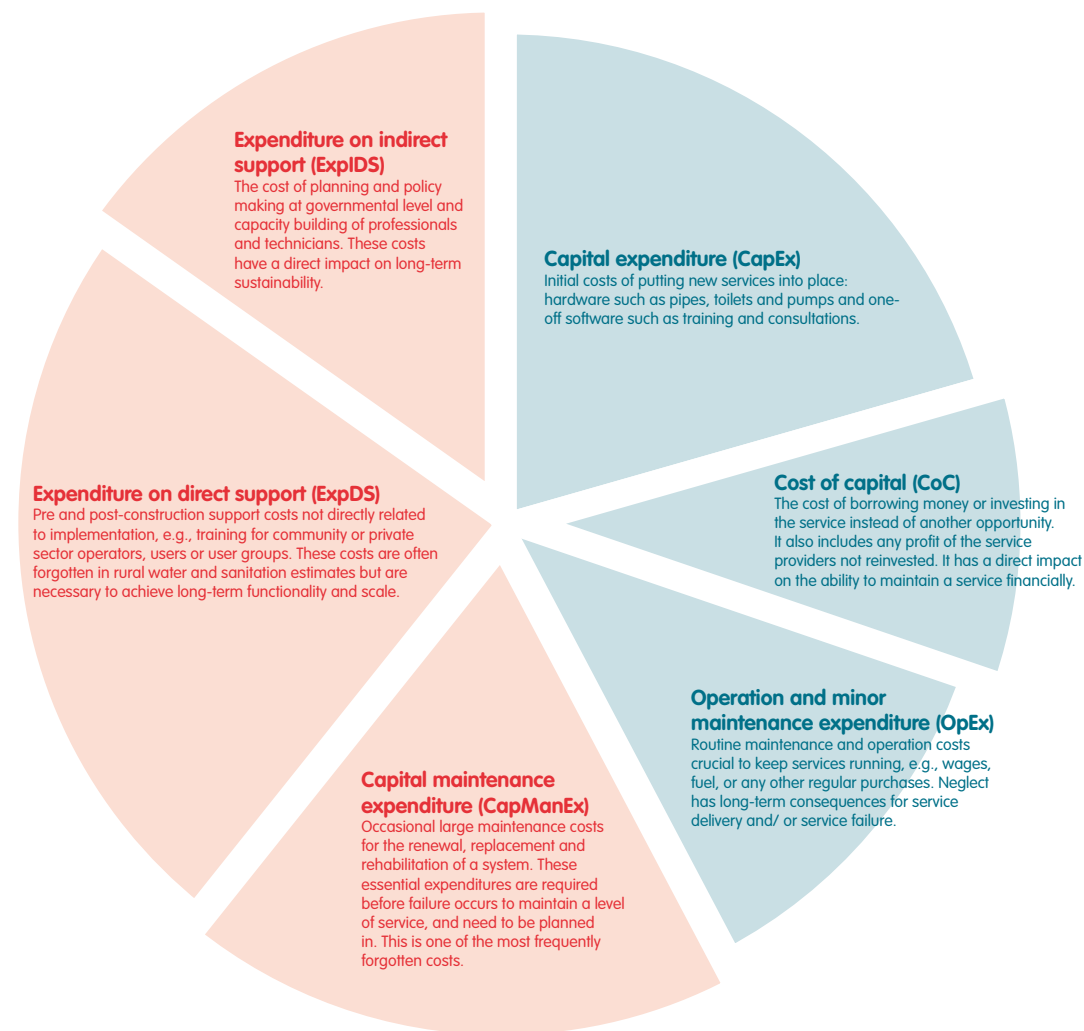 Expenditure on indirect
support (ExpIDS)
The cost of planning and policy
making at governmental level and
capacity building of professionals
and technicians. These costs
have a direct impact on long-term
sustainability.
Capital expenditure (CapEx)
Initial costs of putting new services into place:
hardware such as pipes, toilets and pumps and one-
off software such as training and consultations.
Cost of capital (CoC)
The cost of borrowing money or investing in
the service instead of another opportunity.
It also includes any profit of the service
providers not reinvested. It has a direct impact
on the ability to maintain a service financially.
Expenditure on direct support (ExpDS)
Pre and post-construction support costs not directly related
to implementation, e.g., training for community or private
sector operators, users or user groups. These costs are often
forgotten in rural water and sanitation estimates but are
necessary to achieve long-term functionality and scale.
Operation and minor
maintenance expenditure (OpEx)
Routine maintenance and operation costs
crucial to keep services running, e.g., wages,
fuel, or any other regular purchases. Neglect
has long-term consequences for service
delivery and/ or service failure.
Capital maintenance
expenditure (CapManEx)
Occasional large maintenance costs
for the renewal, replacement and
rehabilitation of a system. These
essential expenditures are required
before failure occurs to maintain a level
of service, and need to be planned
in. This is one of the most frequently
forgotten costs.